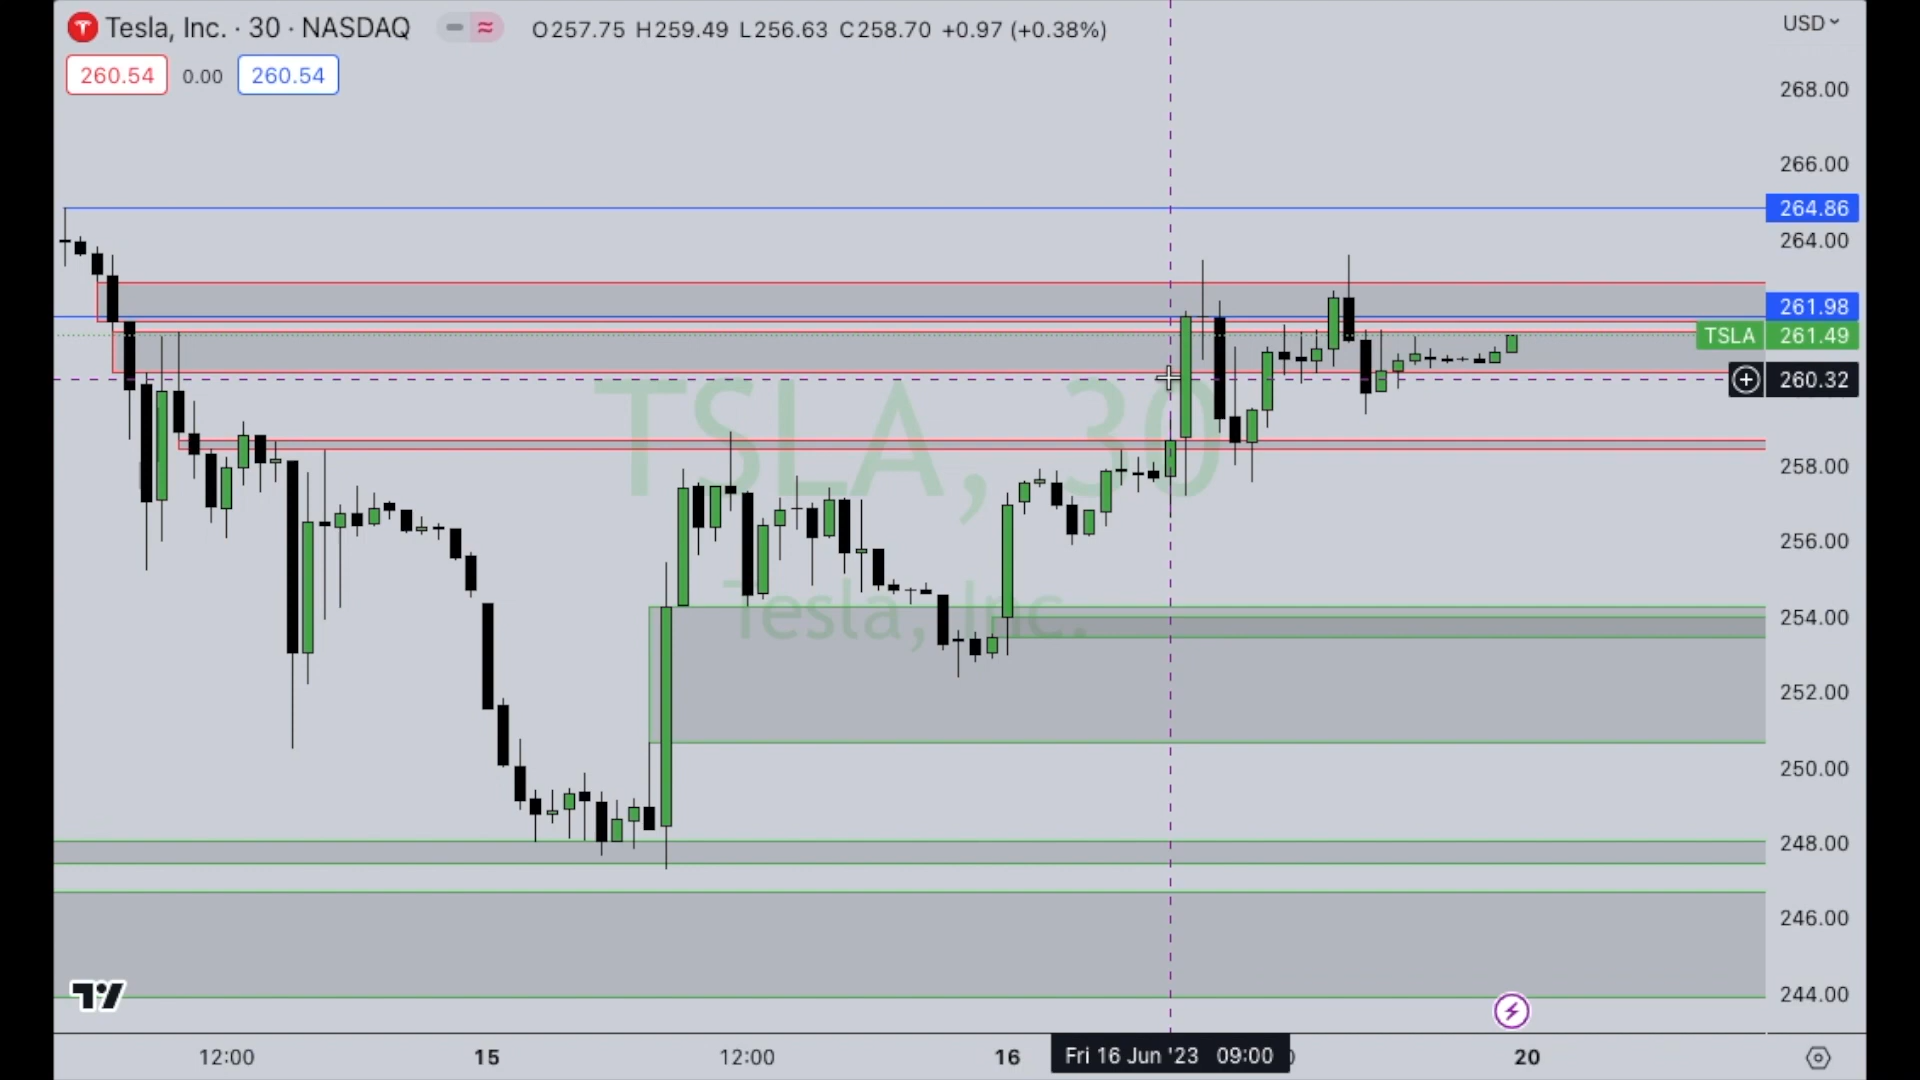 Tesla, Inc. · 30 · NASDAQ
O257.75 H259.49 L256.63 C258.70 +0.97 (+0.38%)
USD
260.54 0.00 260.54
268.00
266.00
264.86
264.00
261.98
TSLA 261.49
260.32
TSLA, 30
258.00
256.00
Tesla, Inc.
254.00
252.00
250.00
248.00
246.00
244.00
12:00 15 12:00 16 Fri 16 Jun '23 09:00 20